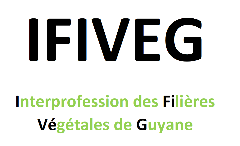 IFIVEG
Interprofession des Filières
Végétales de Guyane